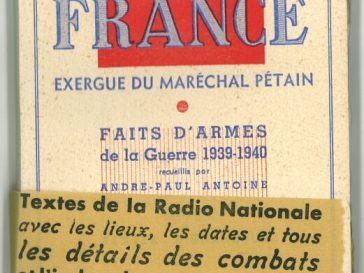 FRANCE
EXERGUE DU MARÉCHAL PÉTAIN
FAITS D'ARMES
de la Guerre 1939-1940
recueillis par
ANDRE-PAUL ANTOINE
Textes de la Radio Nationale
avec les lieux, les dates et tous
les détails des combats